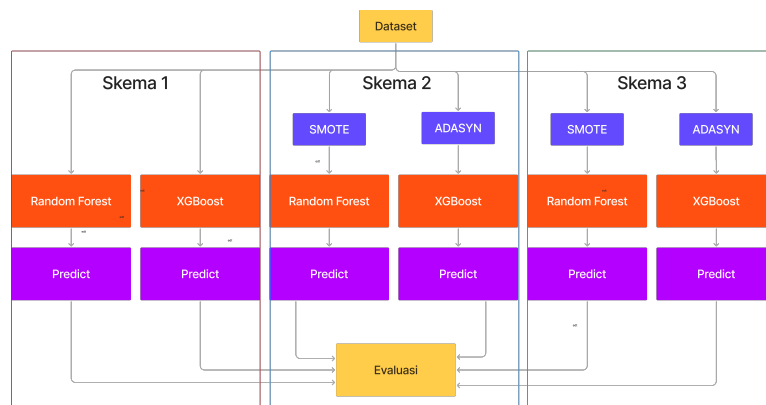 Dataset
Skema 1
Skema 2
Skema 3
SMOTE
ADASYN
SMOTE
ADASYN
Random Forest
XGBoost
Random Forest
XGBoost
Random Forest
XGBoost
Predict
Predict
Predict
Predict
Predict
Predict
Evaluasi